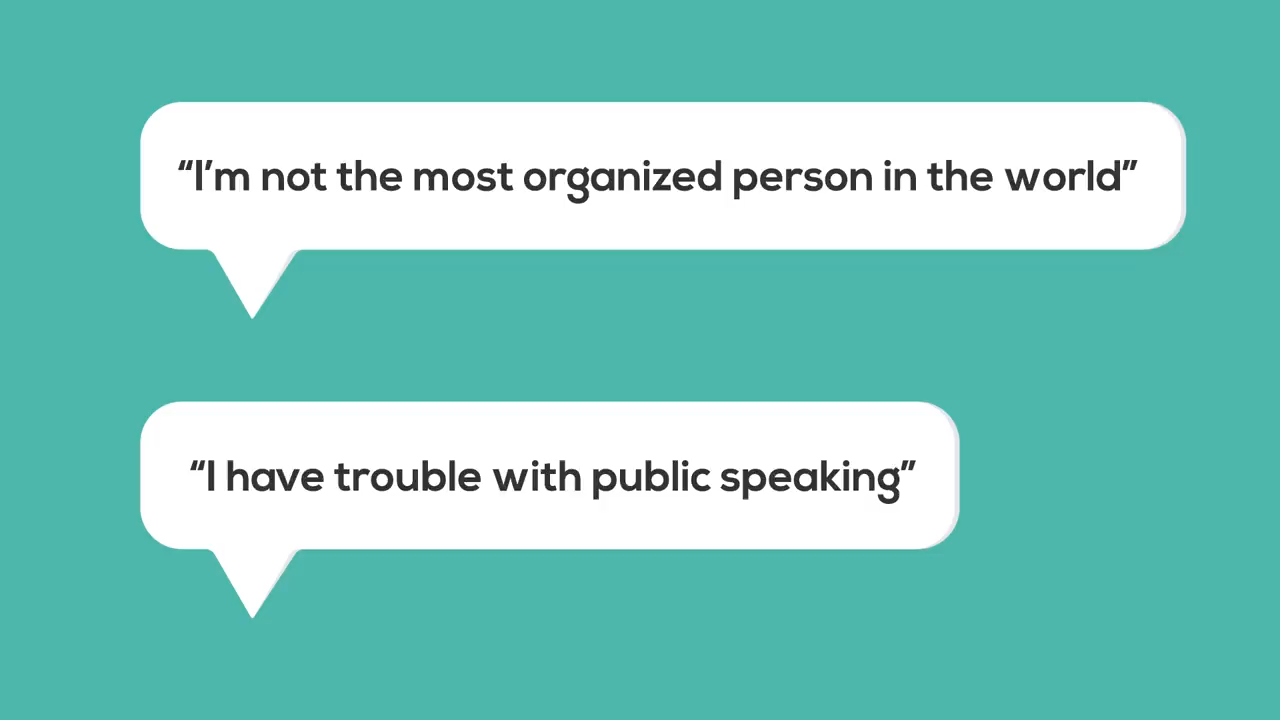 “I’m not the most organized person in the world”
“I have trouble with public speaking”